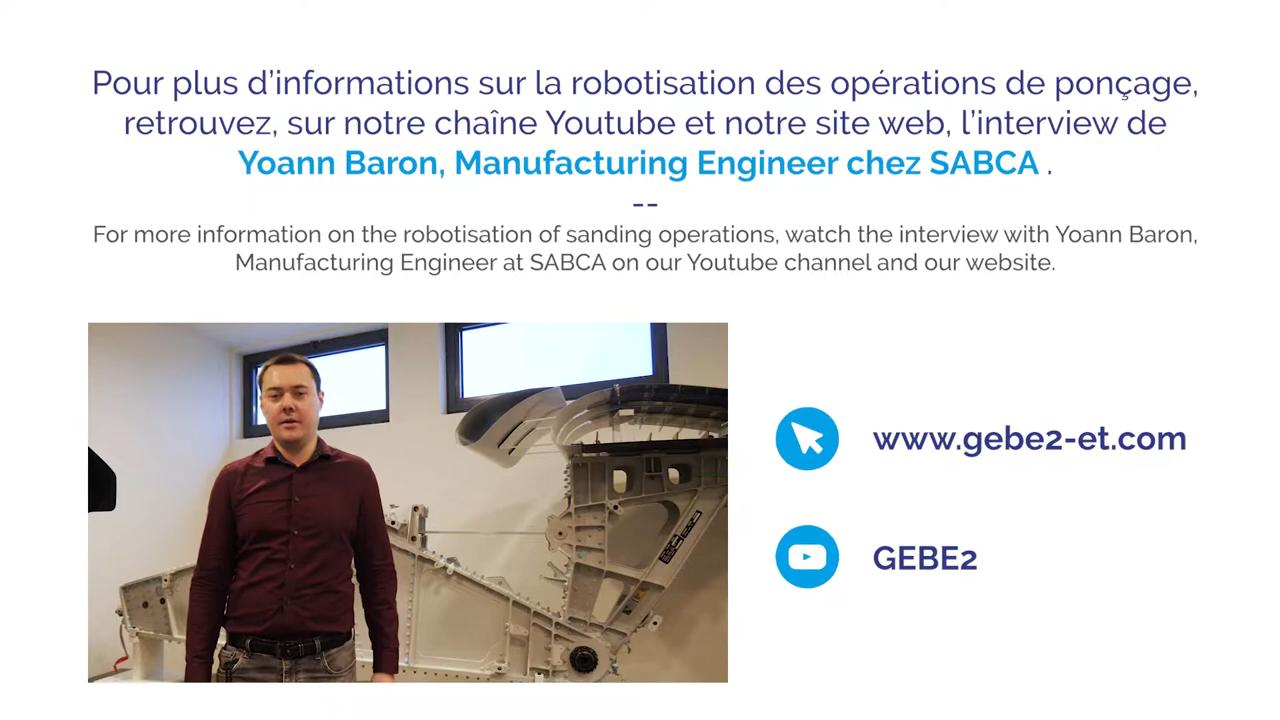 Pour plus d’informations sur la robotisation des opérations de ponçage,
retrouvez, sur notre chaîne Youtube et notre site web, l’interview de
Yoann Baron, Manufacturing Engineer chez SABCA .
--
For more information on the robotisation of sanding operations, watch the interview with Yoann Baron,
Manufacturing Engineer at SABCA on our Youtube channel and our website.
www.gebe2-et.com
GEBE2